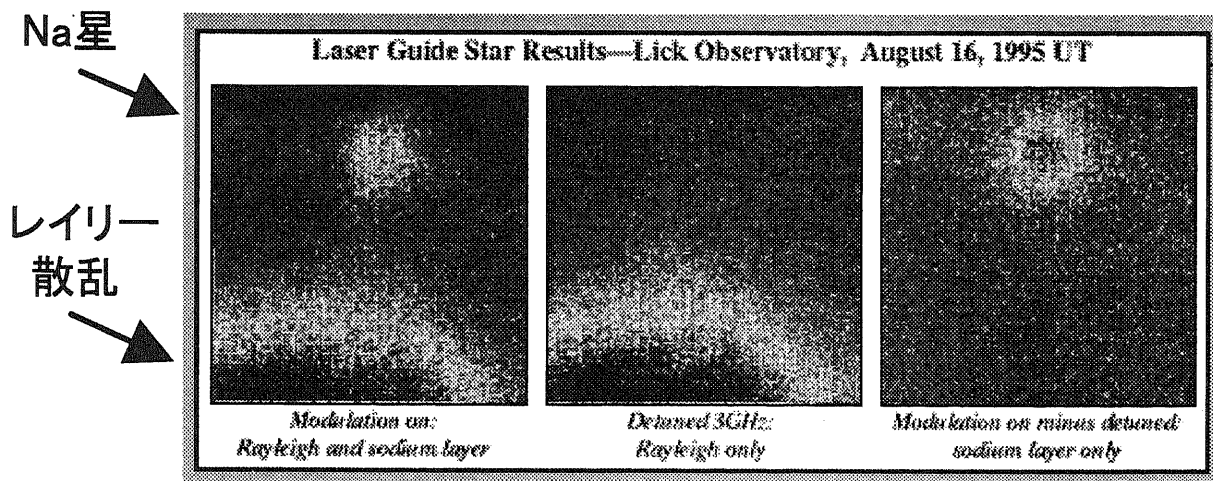 Na星
レイリー
散乱
Laser Guide Star Results—Lick Observatory, August 16, 1995 UT
Modulation on:
Rayleigh and sodium layer
Detuned 3GHz:
Rayleigh only
Modulation on minus detuned:
sodium layer only